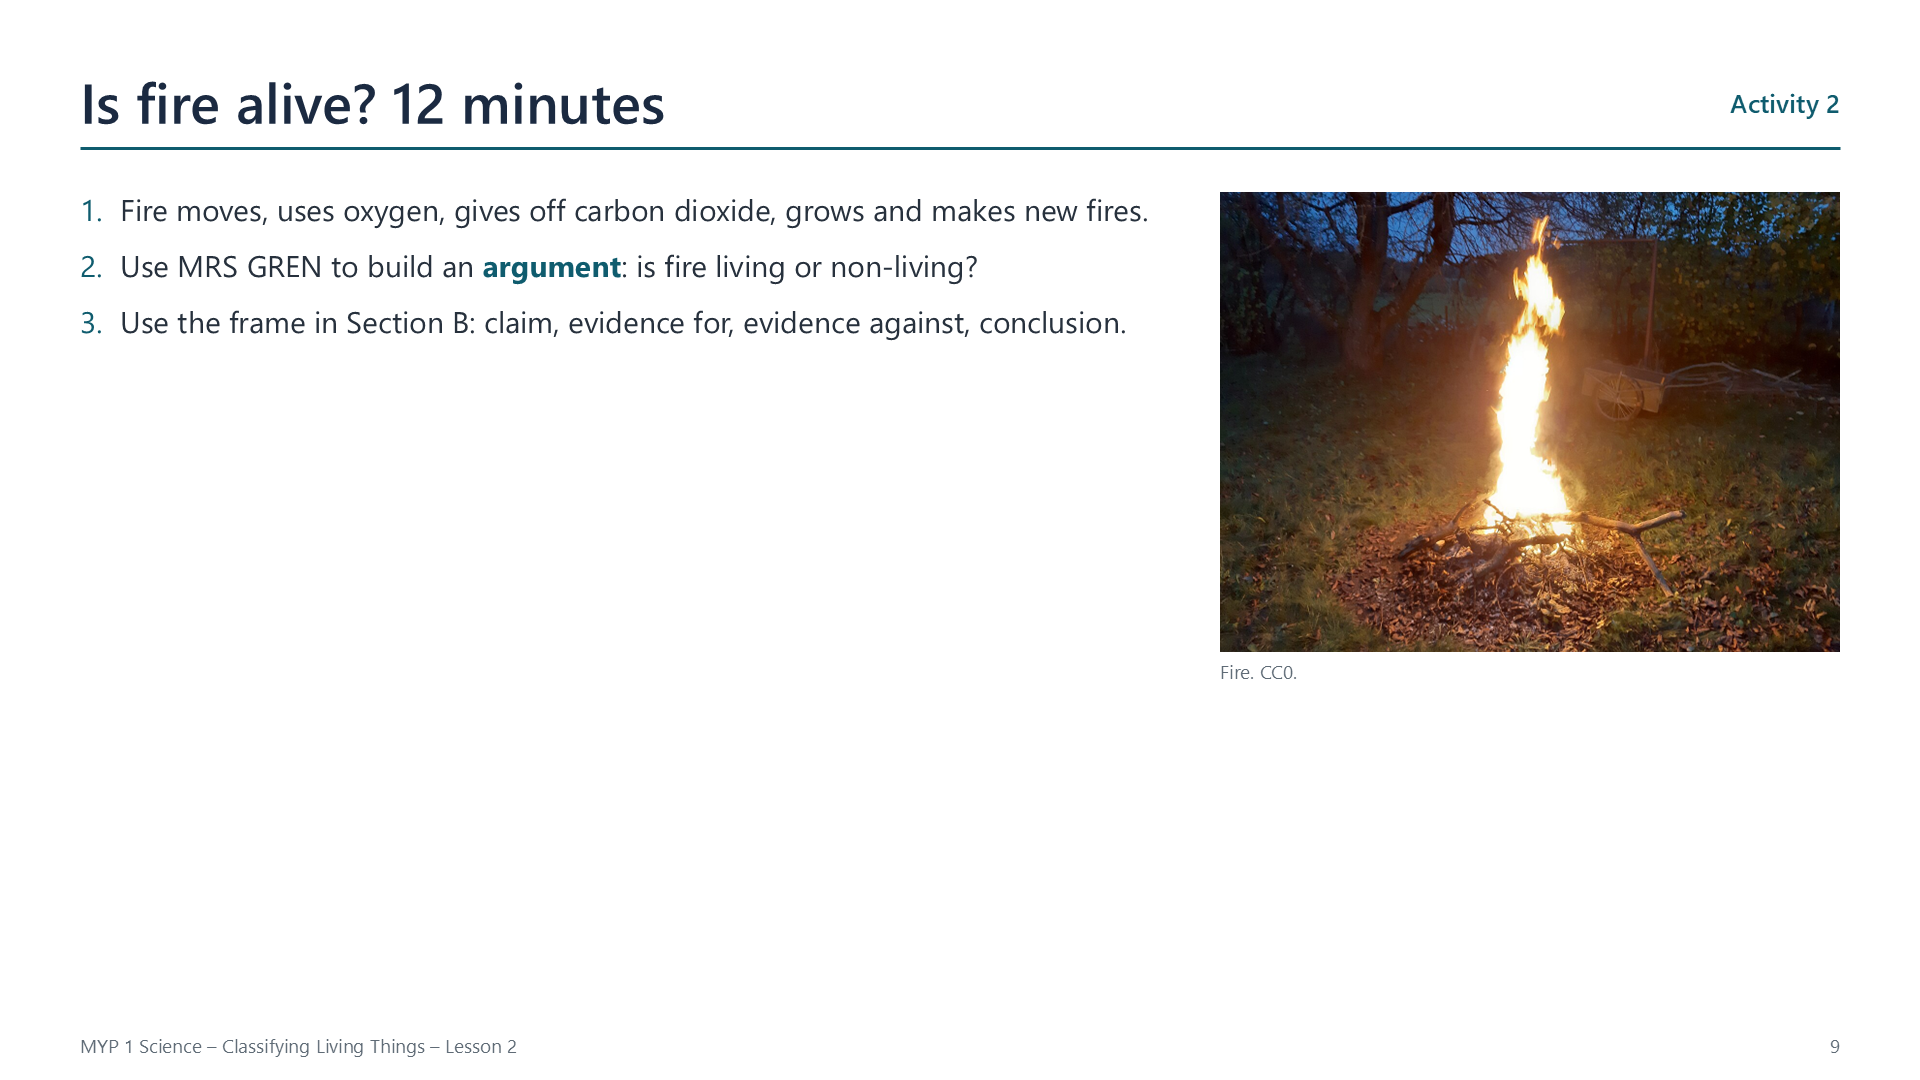 Is fire alive? 12 minutes
Activity 2
1. Fire moves, uses oxygen, gives off carbon dioxide, grows and makes new fires.
2. Use MRS GREN to build an argument: is fire living or non-living?
3. Use the frame in Section B: claim, evidence for, evidence against, conclusion.
Fire. CC0.
MYP 1 Science – Classifying Living Things – Lesson 2
9